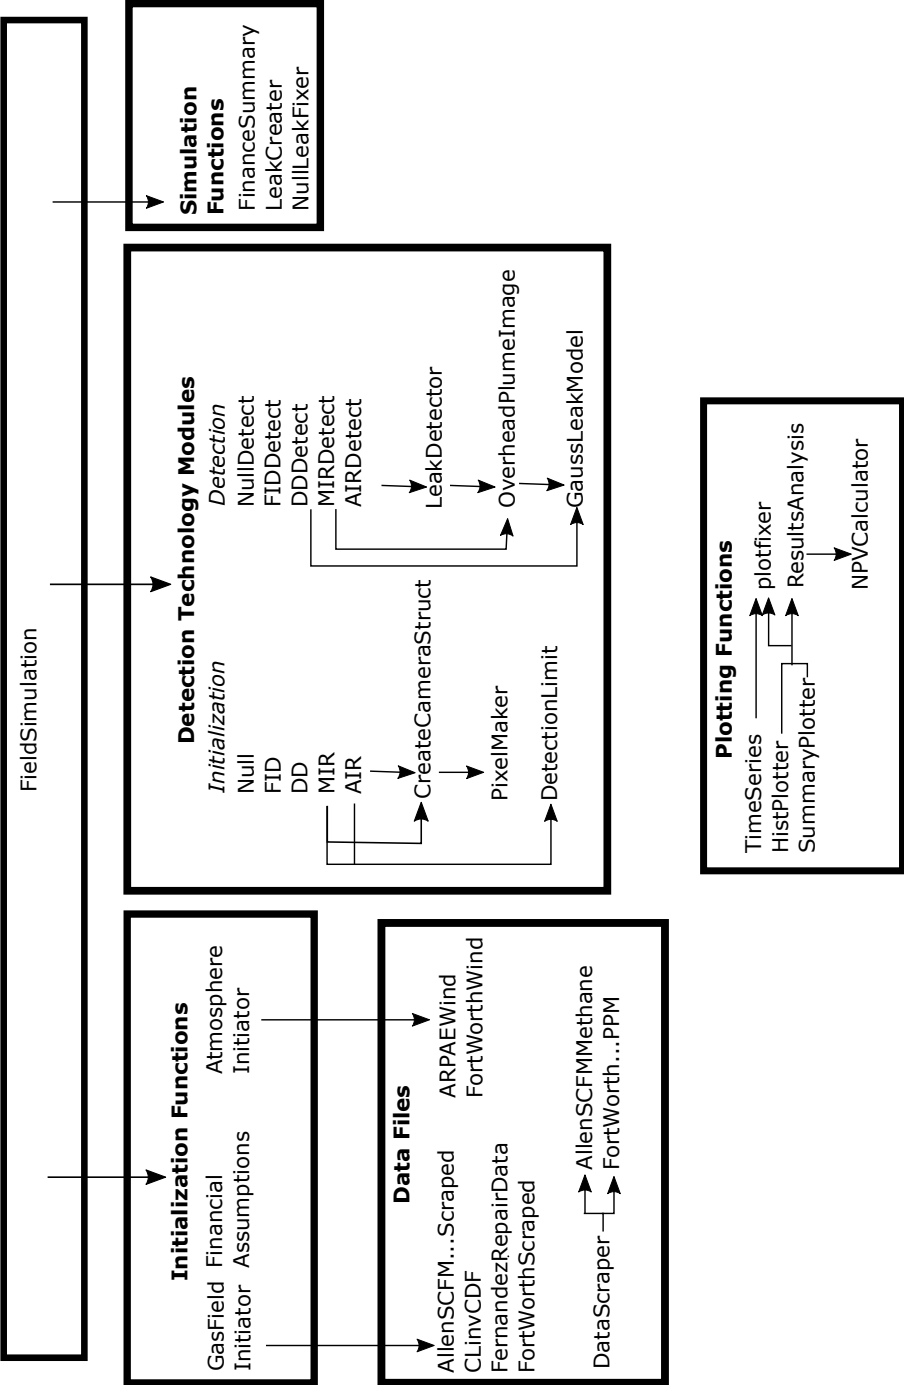 FieldSimulation
Initialization Functions
GasField
Initiator
Financial
Assumptions
Atmosphere
Initiator
Data Files
AllenSCFM...Scraped
CLinvCDF
FernandezRepairData
FortWorthScraped
ARPAEWind
FortWorthWind
DataScraper
AllenSCFMMethane
FortWorth...PPM
Detection Technology Modules
Initialization
Null
FID
DD
MIR
AIR
CreateCameraStruct
PixelMaker
DetectionLimit
Detection
NullDetect
FIDDetect
DDDetect
MIRDetect
AIRDetect
LeakDetector
OverheadPlumeImage
GaussLeakModel
Simulation
Functions
FinanceSummary
LeakCreater
NullLeakFixer
Plotting Functions
TimeSeries
HistPlotter
SummaryPlotter
plotfixer
ResultsAnalysis
NPVCalculator